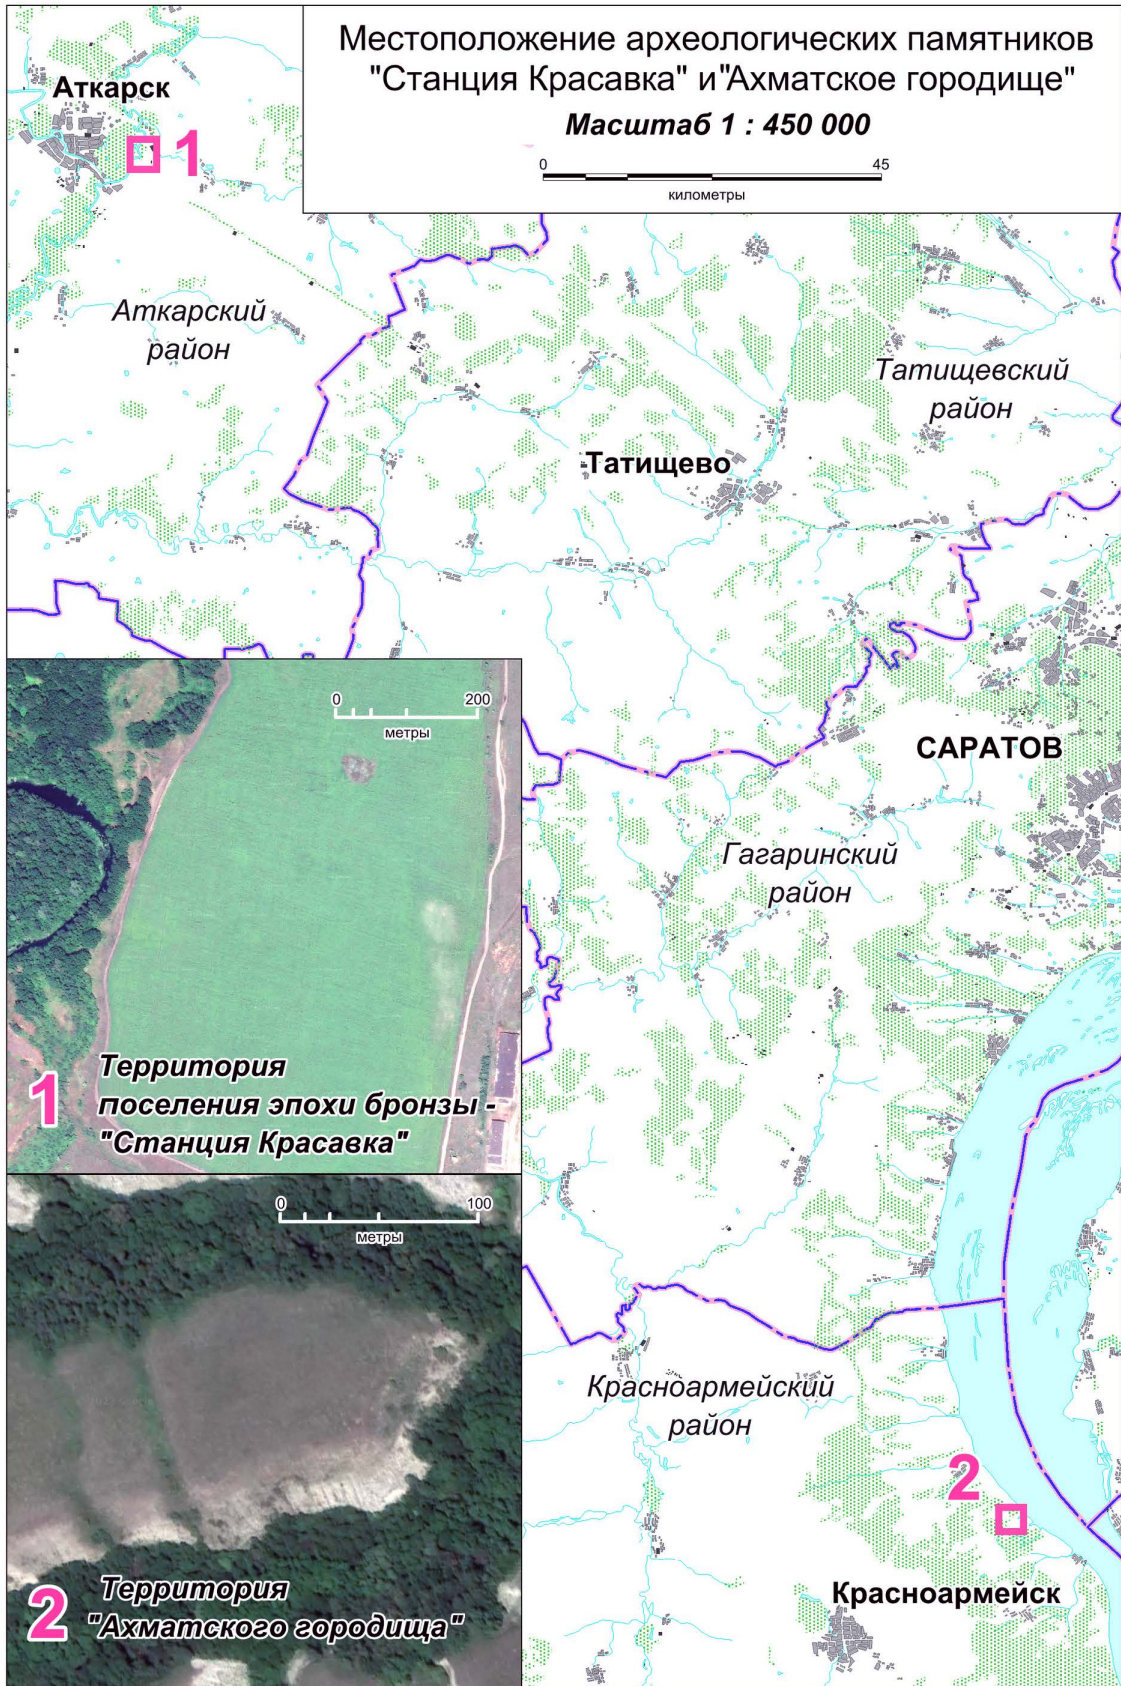 Местоположение археологических памятников
"Станция Красавка" и"Ахматское городище"
Масштаб 1 : 450 000
0 45
километры
Аткарск
1
Аткарский
район
Татищевский
район
Татищево
САРАТОВ
Гагаринский
район
0 200
метры
1
Территория
поселения эпохи бронзы -
"Станция Красавка"
0 100
метры
2
Территория
"Ахматского городища"
Красноармейский
район
2
Красноармейск